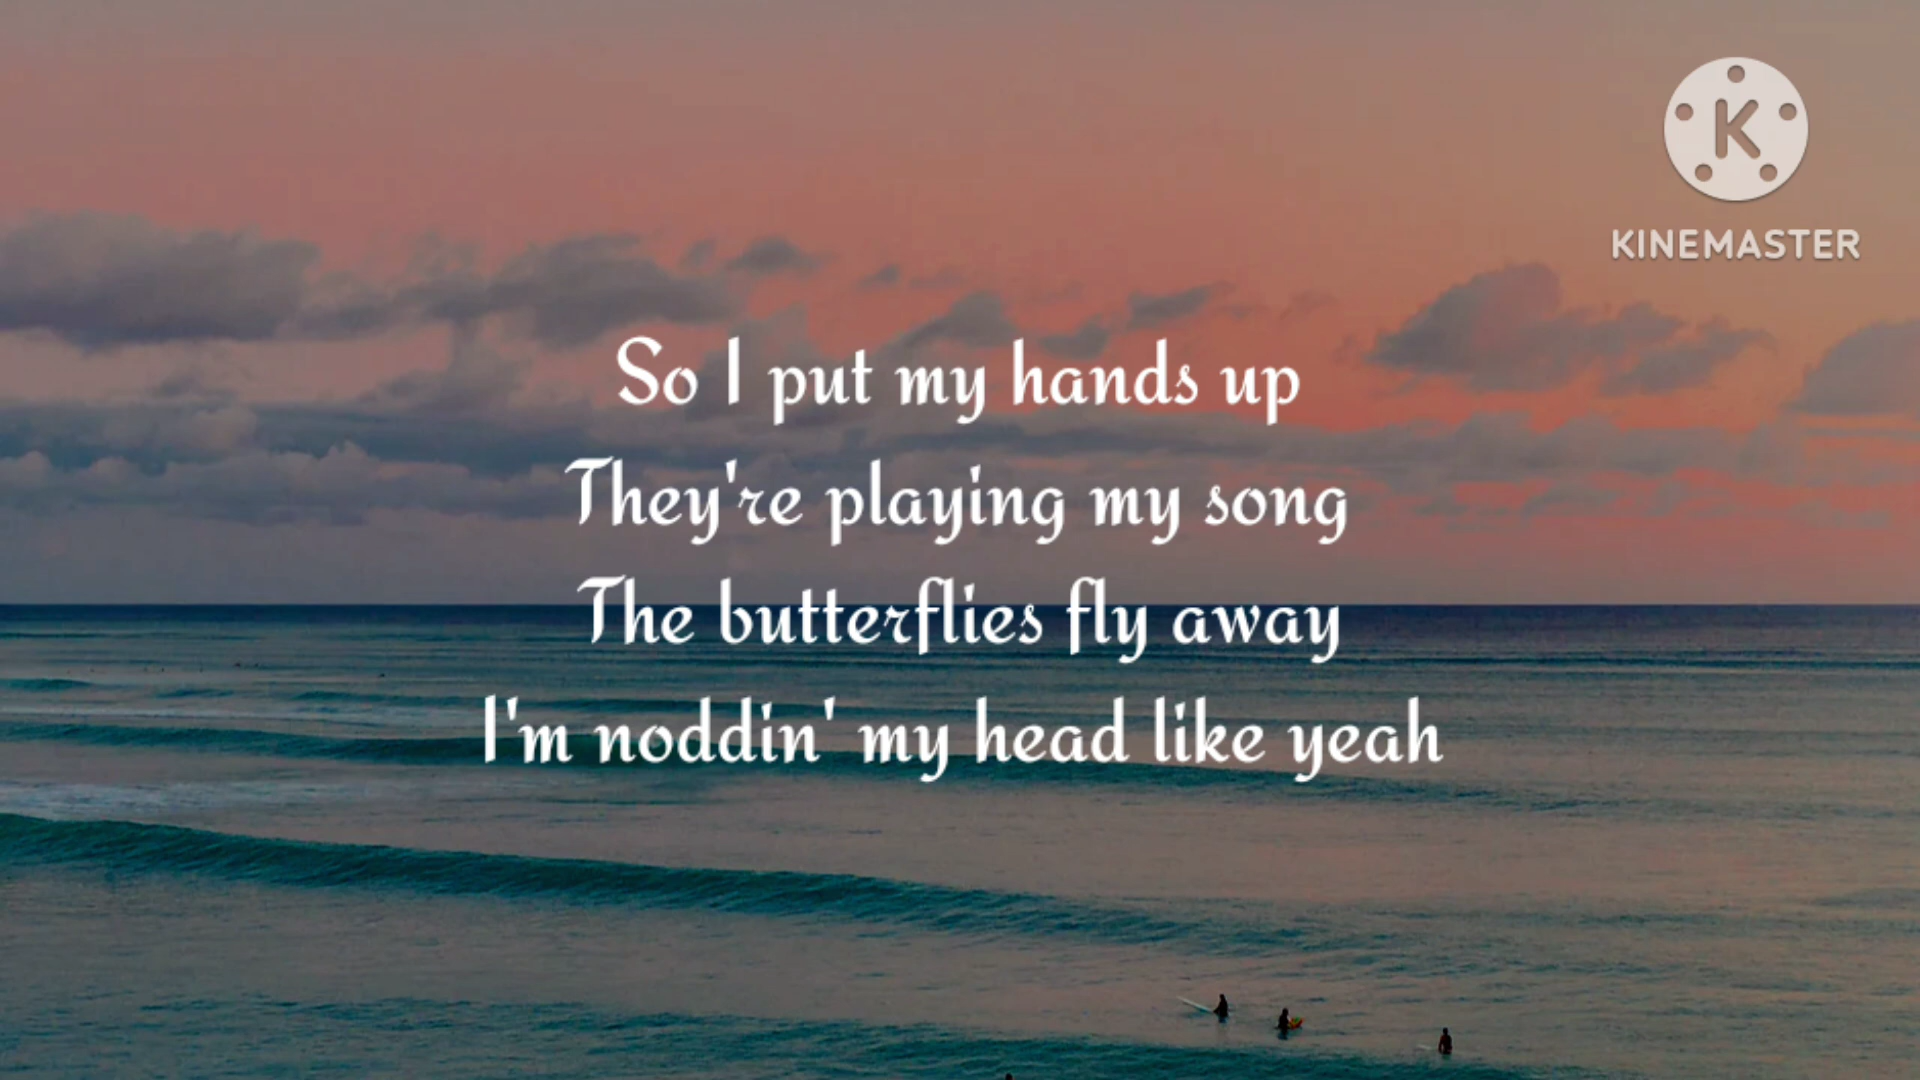 KINEMASTER
So I put my hands up
They're playing my song
The butterflies fly away
I'm noddin' my head like yeah